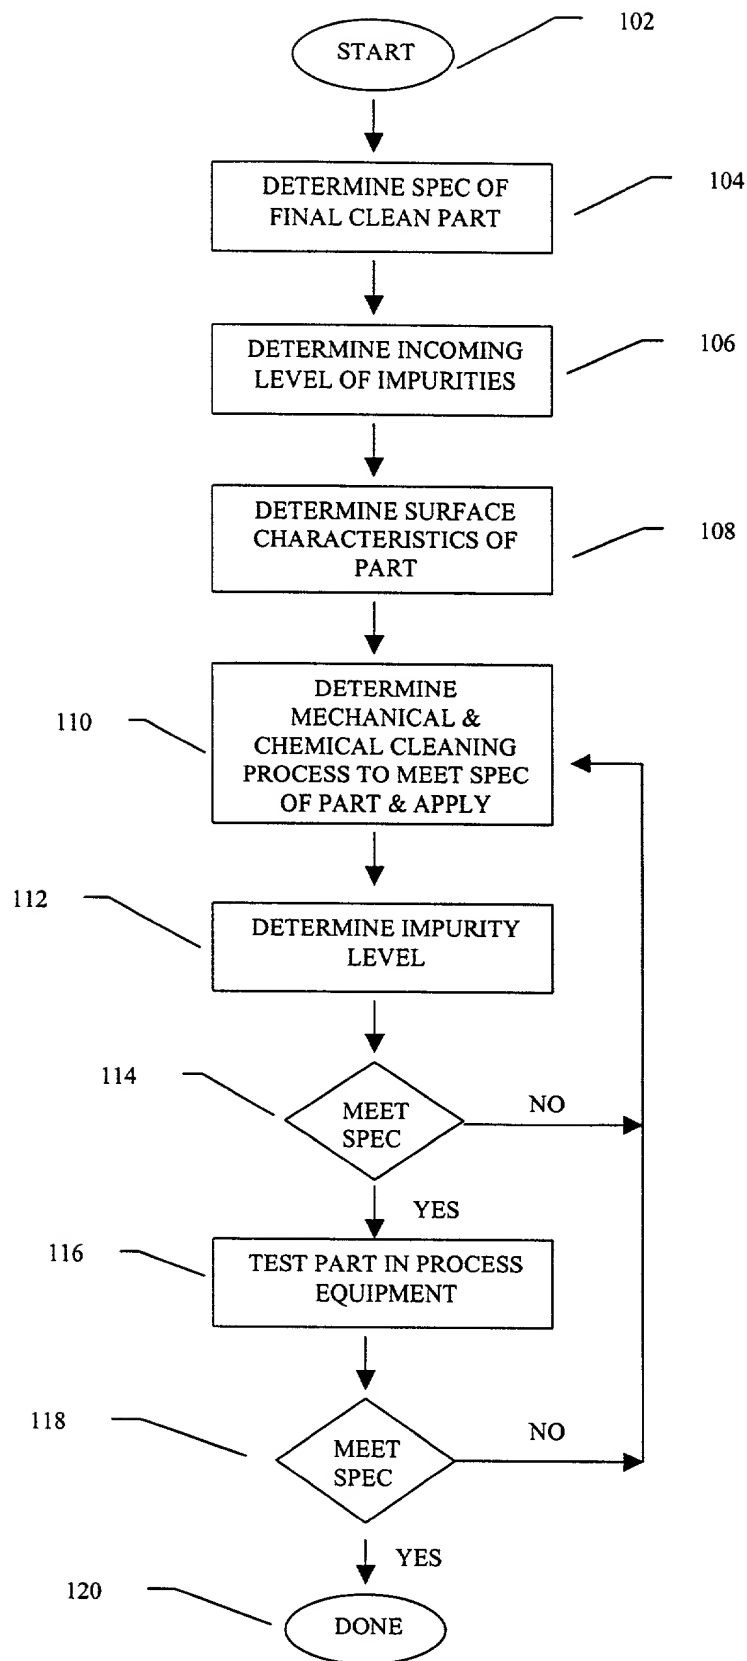 START
102
DETERMINE SPEC OF
FINAL CLEAN PART
104
DETERMINE INCOMING
LEVEL OF IMPURITIES
106
DETERMINE SURFACE
CHARACTERISTICS OF
PART
108
110
DETERMINE
MECHANICAL &
CHEMICAL CLEANING
PROCESS TO MEET SPEC
OF PART & APPLY
112
DETERMINE IMPURITY
LEVEL
114
MEET
SPEC
NO
YES
116
TEST PART IN PROCESS
EQUIPMENT
118
MEET
SPEC
NO
YES
120
DONE